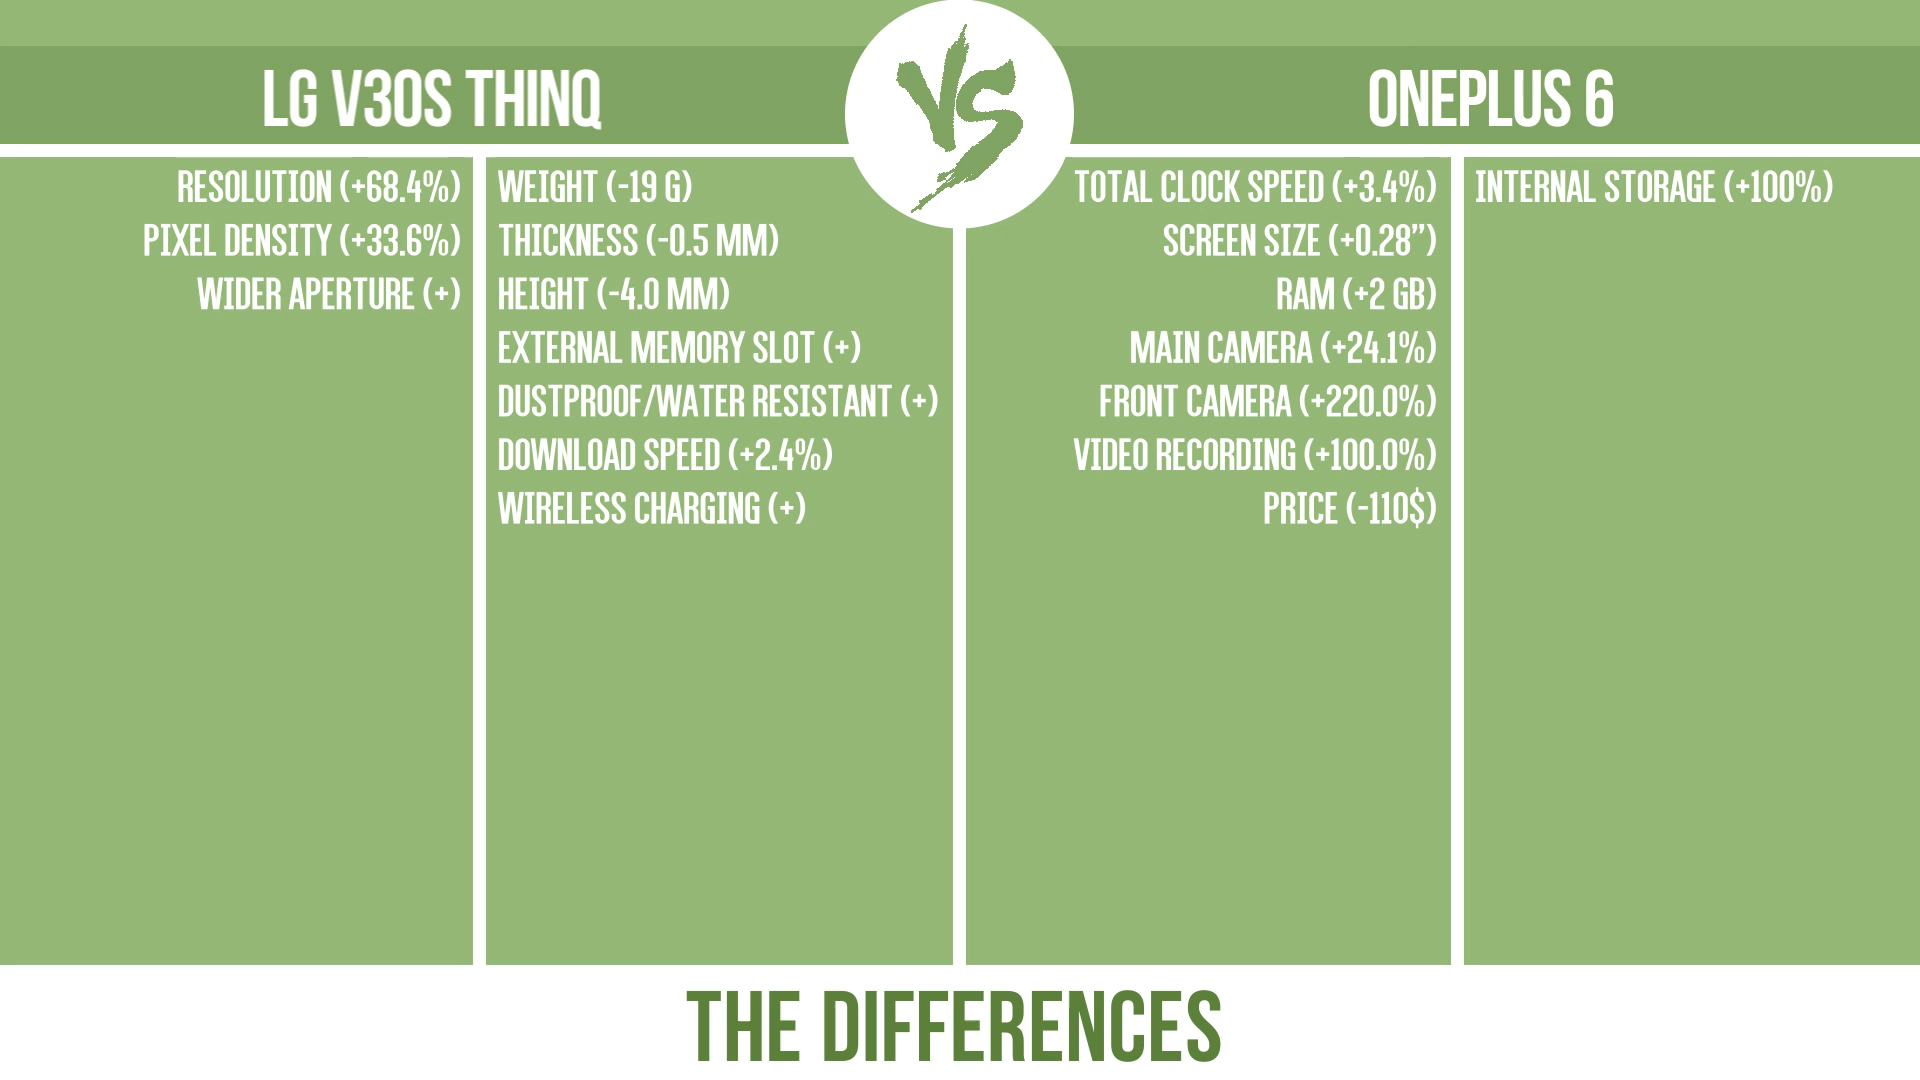 LG V30S THINQ
VS
ONEPLUS 6
RESOLUTION (+68.4%)
PIXEL DENSITY (+33.6%)
WIDER APERTURE (+)
WEIGHT (-19 G)
THICKNESS (-0.5 MM)
HEIGHT (-4.0 MM)
EXTERNAL MEMORY SLOT (+)
DUSTPROOF/WATER RESISTANT (+)
DOWNLOAD SPEED (+2.4%)
WIRELESS CHARGING (+)
TOTAL CLOCK SPEED (+3.4%)
SCREEN SIZE (+0.28”)
RAM (+2 GB)
MAIN CAMERA (+24.1%)
FRONT CAMERA (+220.0%)
VIDEO RECORDING (+100.0%)
PRICE (-110$)
INTERNAL STORAGE (+100%)
THE DIFFERENCES